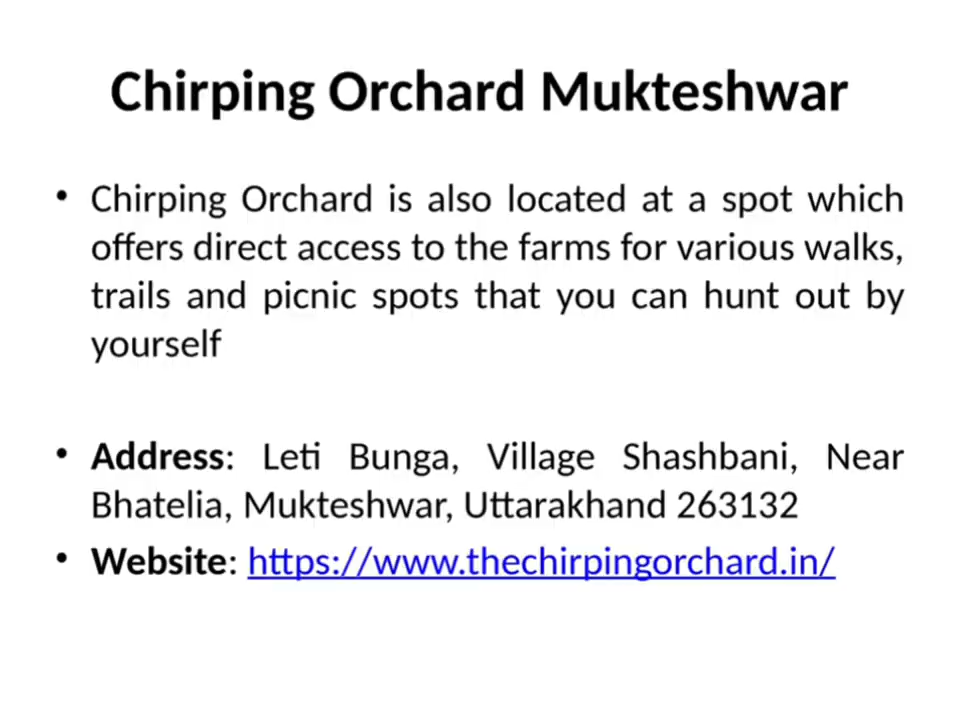 Chirping Orchard Mukteshwar
• Chirping Orchard is also located at a spot which
offers direct access to the farms for various walks,
trails and picnic spots that you can hunt out by
yourself
• Address: Leti Bunga, Village Shashbani, Near
Bhatelia, Mukteshwar, Uttarakhand 263132
• Website: https://www.thechirpingorchard.in/